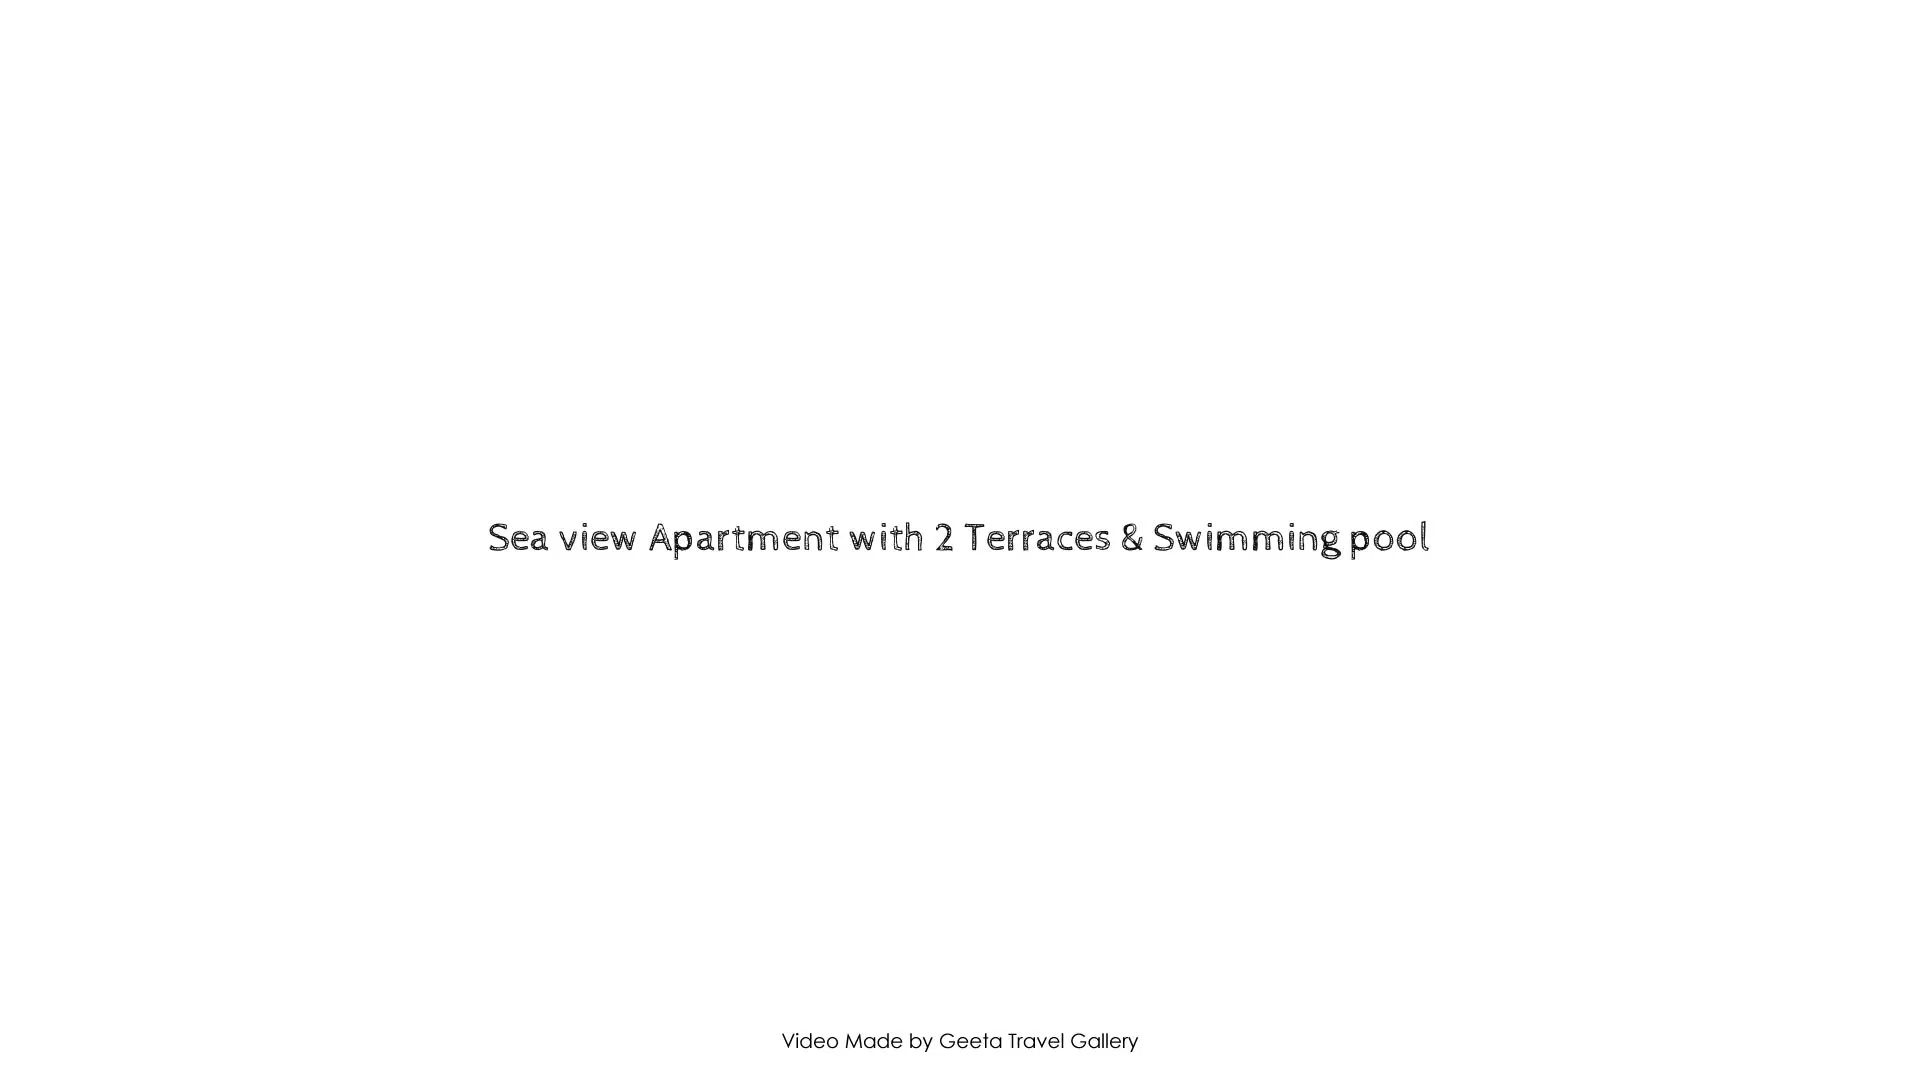 Sea view Apartment with 2 Terraces & Swimming pool
Video Made by Geeta Travel Gallery